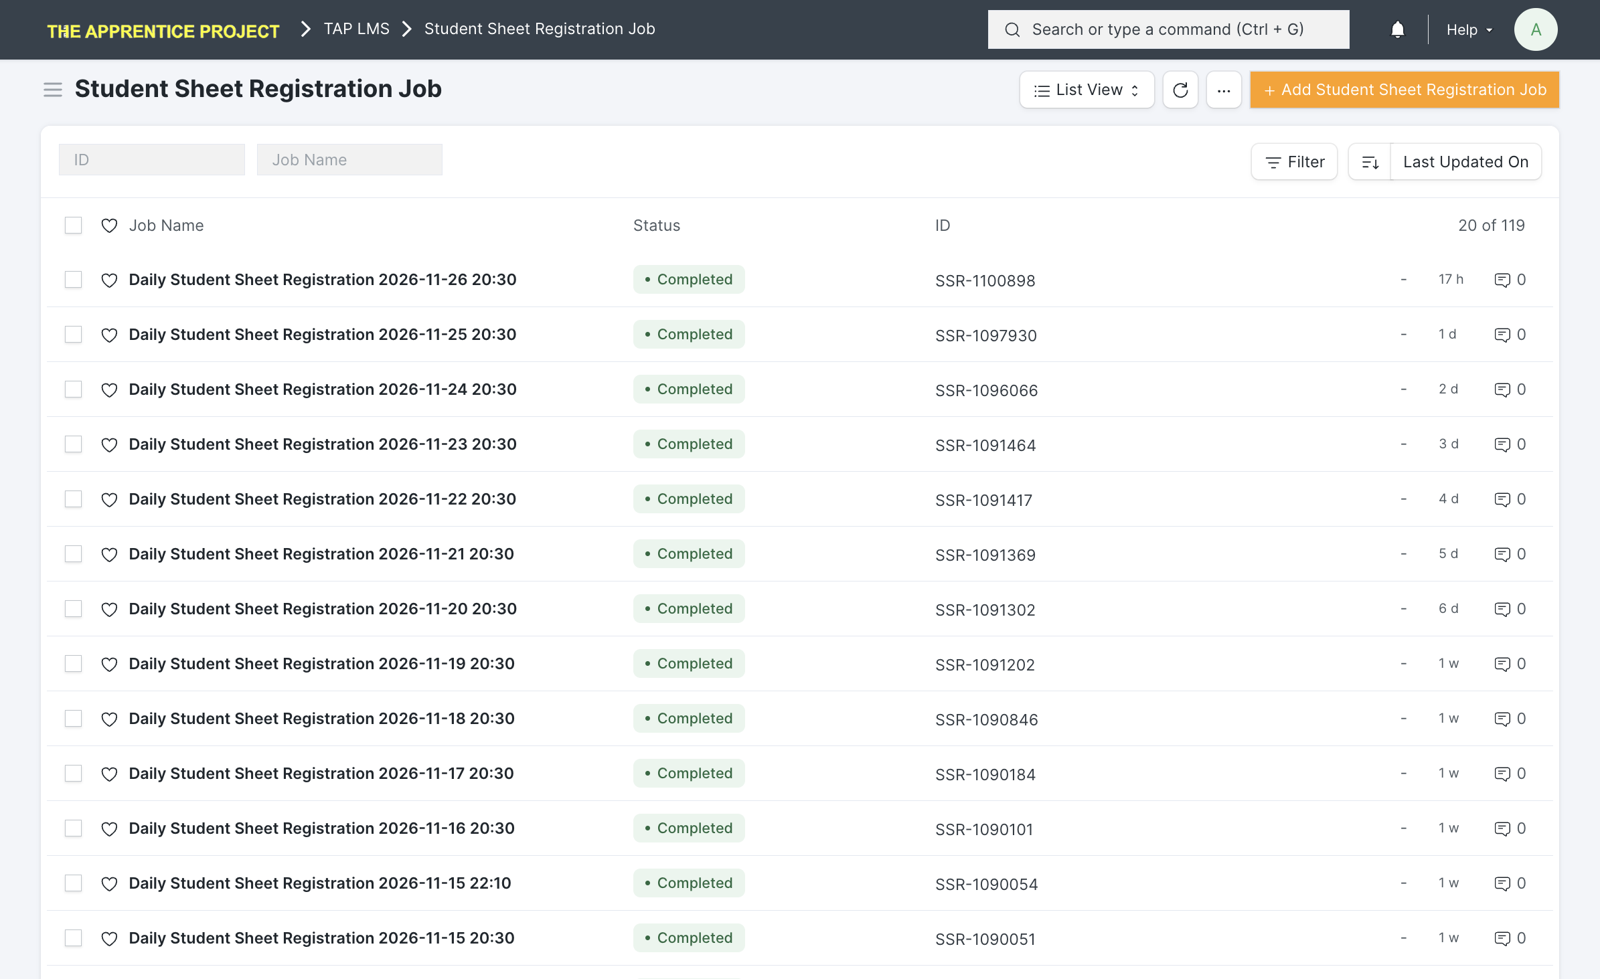 THE APPRENTICE PROJECT > TAP LMS > Student Sheet Registration Job Search or type a command (Ctrl + G) Help A
Student Sheet Registration Job List View ... + Add Student Sheet Registration Job
ID Job Name Filter Last Updated On
Job Name Status ID 20 of 119
Daily Student Sheet Registration 2026-11-26 20:30 • Completed SSR-1100898 - 17 h 0
Daily Student Sheet Registration 2026-11-25 20:30 • Completed SSR-1097930 - 1 d 0
Daily Student Sheet Registration 2026-11-24 20:30 • Completed SSR-1096066 - 2 d 0
Daily Student Sheet Registration 2026-11-23 20:30 • Completed SSR-1091464 - 3 d 0
Daily Student Sheet Registration 2026-11-22 20:30 • Completed SSR-1091417 - 4 d 0
Daily Student Sheet Registration 2026-11-21 20:30 • Completed SSR-1091369 - 5 d 0
Daily Student Sheet Registration 2026-11-20 20:30 • Completed SSR-1091302 - 6 d 0
Daily Student Sheet Registration 2026-11-19 20:30 • Completed SSR-1091202 - 1 w 0
Daily Student Sheet Registration 2026-11-18 20:30 • Completed SSR-1090846 - 1 w 0
Daily Student Sheet Registration 2026-11-17 20:30 • Completed SSR-1090184 - 1 w 0
Daily Student Sheet Registration 2026-11-16 20:30 • Completed SSR-1090101 - 1 w 0
Daily Student Sheet Registration 2026-11-15 22:10 • Completed SSR-1090054 - 1 w 0
Daily Student Sheet Registration 2026-11-15 20:30 • Completed SSR-1090051 - 1 w 0